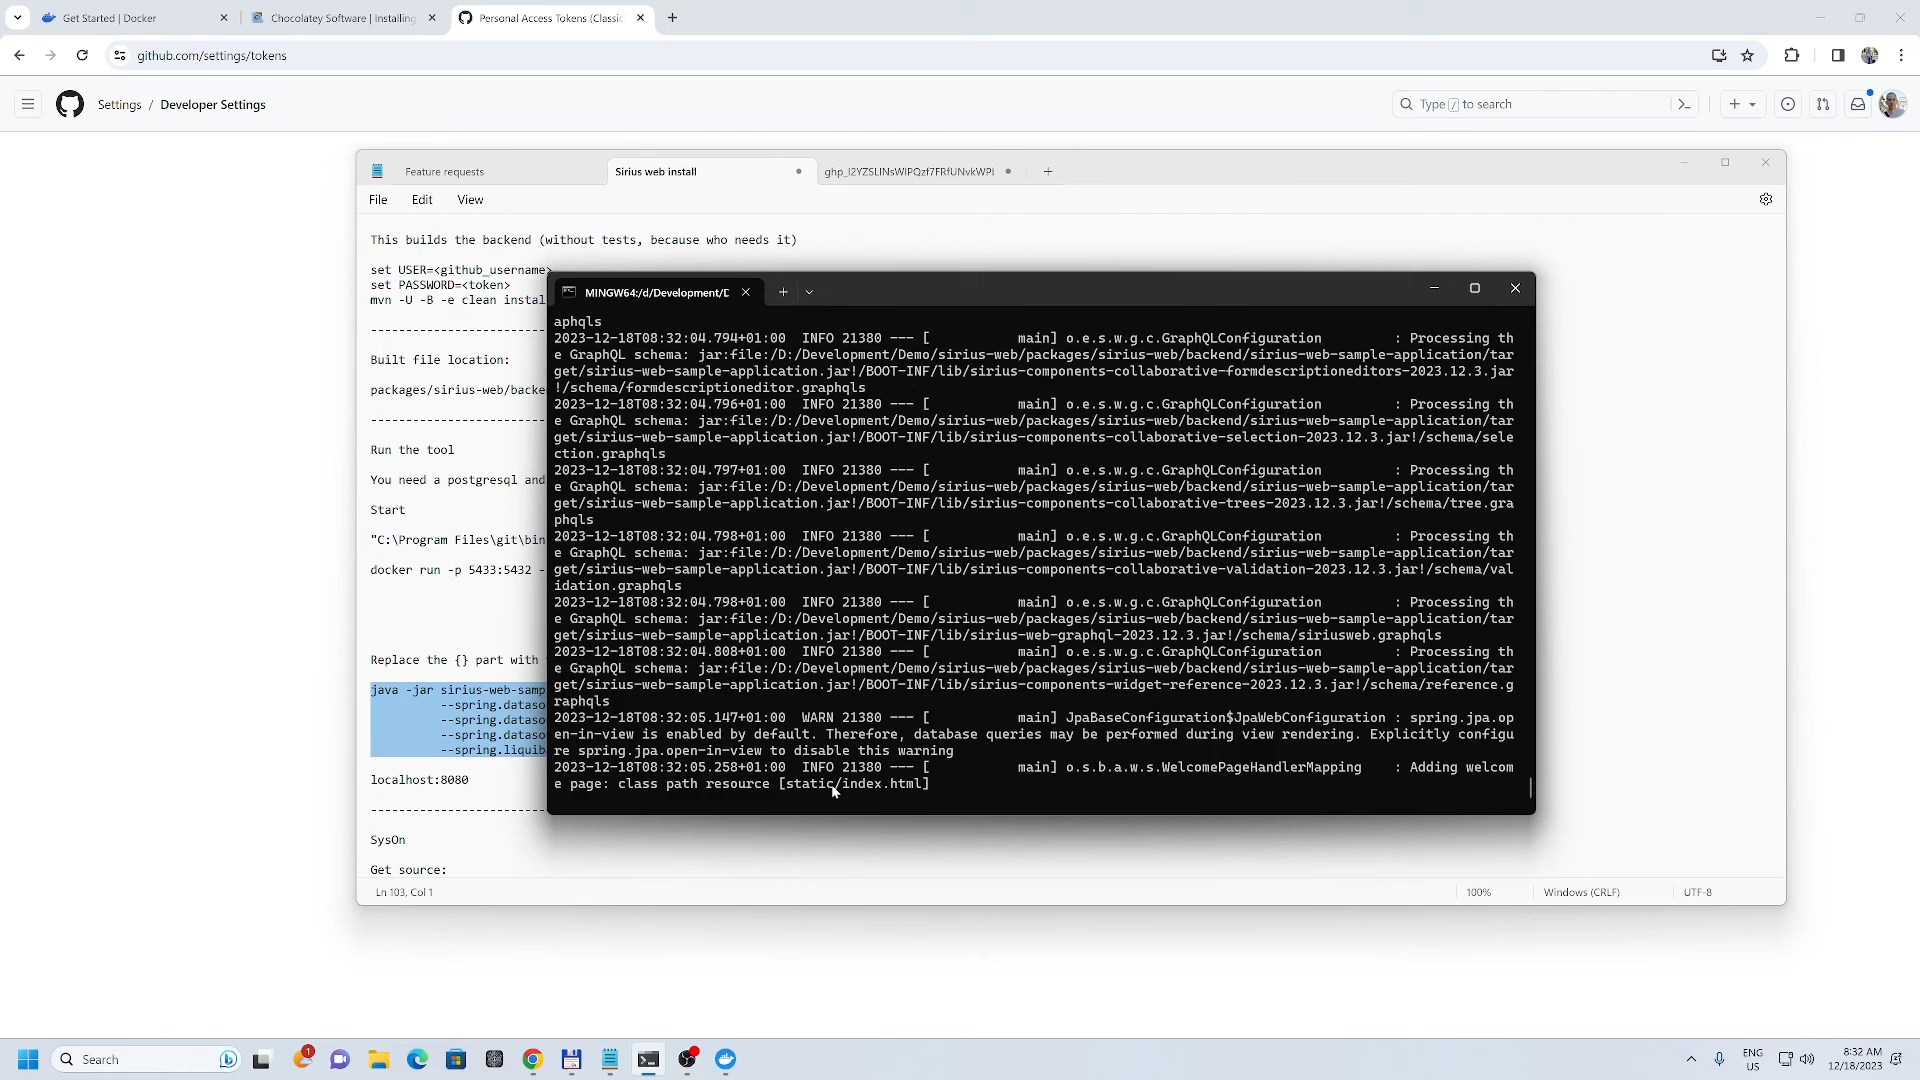 Get Started | Docker
Chocolatey Software | Installing
Personal Access Tokens (Classic
github.com/settings/tokens
Settings / Developer Settings
Type / to search
Feature requests
Sirius web install
File Edit View
This builds the backend (without tests, because who needs it)
set USER=<github_username>
set PASSWORD=<token>
mvn -U -B -e clean instal
Built file location:
packages/sirius-web/backe
Run the tool
You need a postgresql and
Start
"C:\Program Files\git\bin
docker run -p 5433:5432 -
Replace the {} part with
java -jar sirius-web-samp
--spring.dataso
--spring.dataso
--spring.dataso
--spring.liquib
localhost:8080
SysOn
Get source:
Ln 103, Col 1
100%
Windows (CRLF)
UTF-8
MINGW64:/d/Development/D
aphqls
2023-12-18T08:32:04.794+01:00  INFO 21380 --- [           main] o.e.s.w.g.c.GraphQLConfiguration         : Processing th
e GraphQL schema: jar:file:/D:/Development/Demo/sirius-web/packages/sirius-web/backend/sirius-web-sample-application/tar
get/sirius-web-sample-application.jar!/BOOT-INF/lib/sirius-components-collaborative-formdescriptioneditors-2023.12.3.jar
!/schema/formdescriptioneditor.graphqls
2023-12-18T08:32:04.796+01:00  INFO 21380 --- [           main] o.e.s.w.g.c.GraphQLConfiguration         : Processing th
e GraphQL schema: jar:file:/D:/Development/Demo/sirius-web/packages/sirius-web/backend/sirius-web-sample-application/tar
get/sirius-web-sample-application.jar!/BOOT-INF/lib/sirius-components-collaborative-selection-2023.12.3.jar!/schema/sele
ction.graphqls
2023-12-18T08:32:04.797+01:00  INFO 21380 --- [           main] o.e.s.w.g.c.GraphQLConfiguration         : Processing th
e GraphQL schema: jar:file:/D:/Development/Demo/sirius-web/packages/sirius-web/backend/sirius-web-sample-application/tar
get/sirius-web-sample-application.jar!/BOOT-INF/lib/sirius-components-collaborative-trees-2023.12.3.jar!/schema/tree.gra
phqls
2023-12-18T08:32:04.798+01:00  INFO 21380 --- [           main] o.e.s.w.g.c.GraphQLConfiguration         : Processing th
e GraphQL schema: jar:file:/D:/Development/Demo/sirius-web/packages/sirius-web/backend/sirius-web-sample-application/tar
get/sirius-web-sample-application.jar!/BOOT-INF/lib/sirius-components-collaborative-validation-2023.12.3.jar!/schema/val
idation.graphqls
2023-12-18T08:32:04.798+01:00  INFO 21380 --- [           main] o.e.s.w.g.c.GraphQLConfiguration         : Processing th
e GraphQL schema: jar:file:/D:/Development/Demo/sirius-web/packages/sirius-web/backend/sirius-web-sample-application/tar
get/sirius-web-sample-application.jar!/BOOT-INF/lib/sirius-web-graphql-2023.12.3.jar!/schema/siriusweb.graphqls
2023-12-18T08:32:04.808+01:00  INFO 21380 --- [           main] o.e.s.w.g.c.GraphQLConfiguration         : Processing th
e GraphQL schema: jar:file:/D:/Development/Demo/sirius-web/packages/sirius-web/backend/sirius-web-sample-application/tar
get/sirius-web-sample-application.jar!/BOOT-INF/lib/sirius-components-widget-reference-2023.12.3.jar!/schema/reference.g
raphqls
2023-12-18T08:32:05.147+01:00  WARN 21380 --- [           main] JpaBaseConfiguration$JpaWebConfiguration : spring.jpa.op
en-in-view is enabled by default. Therefore, database queries may be performed during view rendering. Explicitly configu
re spring.jpa.open-in-view to disable this warning
2023-12-18T08:32:05.258+01:00  INFO 21380 --- [           main] o.s.b.a.w.s.WelcomePageHandlerMapping    : Adding welcom
e page: class path resource [static/index.html]
Search
1
ENG
US
8:32 AM
12/18/2023